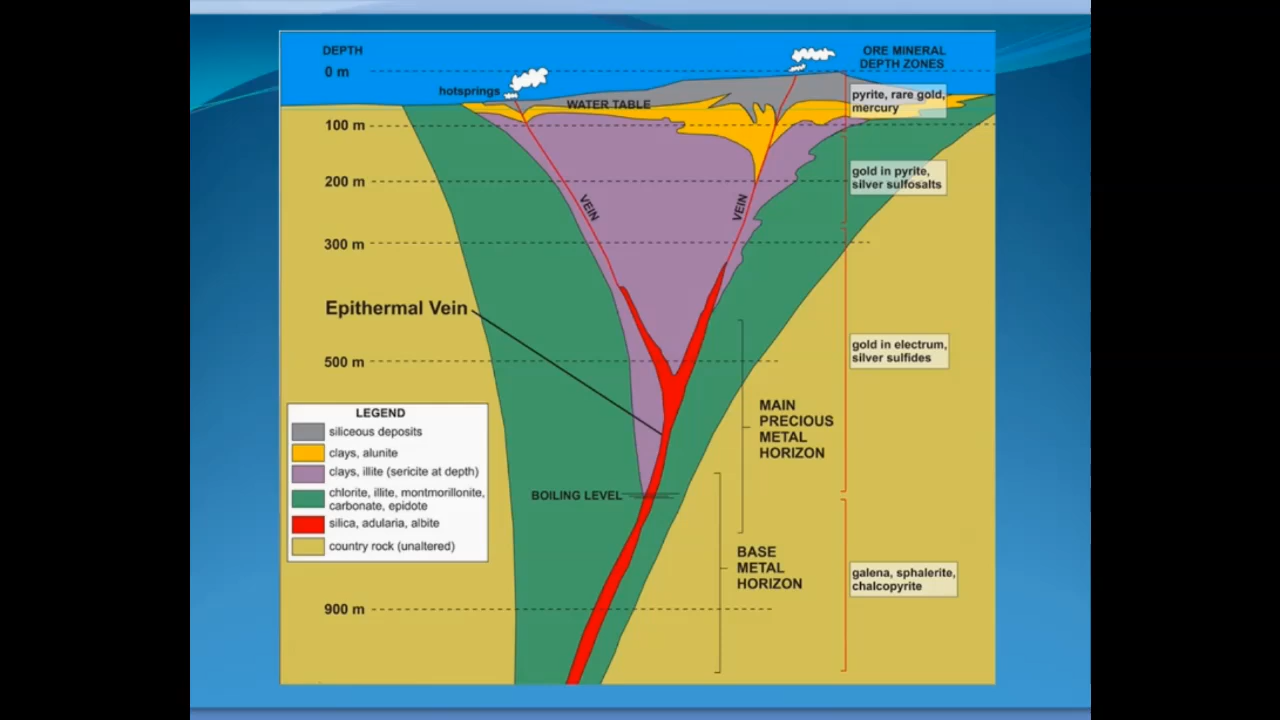 DEPTH
0 m
hotsprings
WATER TABLE
ORE MINERAL
DEPTH ZONES
pyrite, rare gold,
mercury
100 m
gold in pyrite,
silver sulfosalts
200 m
VEIN
VEIN
300 m
Epithermal Vein
gold in electrum,
silver sulfides
500 m
MAIN
PRECIOUS
METAL
HORIZON
LEGEND
siliceous deposits
clays, alunite
clays, illite (sericite at depth)
chlorite, illite, montmorillonite,
carbonate, epidote
silica, adularia, albite
country rock (unaltered)
BOILING LEVEL
BASE
METAL
HORIZON
galena, sphalerite,
chalcopyrite
900 m